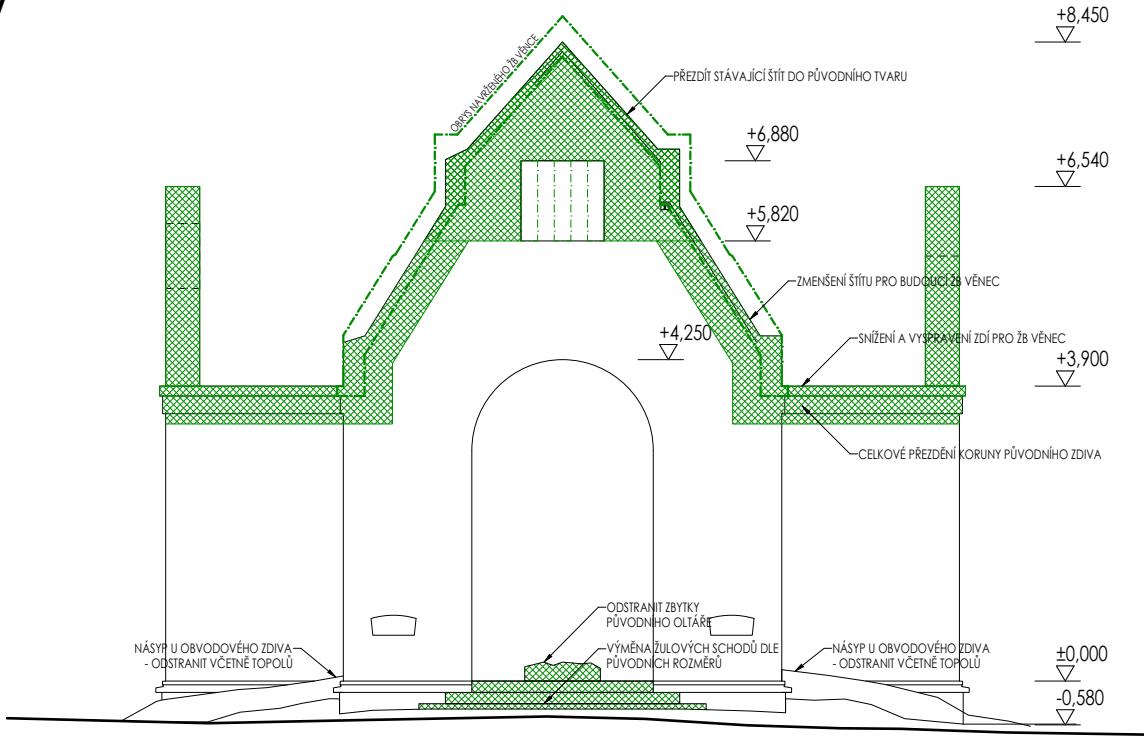 +8,450
OBRYS NAVRŽENÉHO ŽB VĚNCE
PŘEZDÍT STÁVAJÍCÍ ŠTÍT DO PŮVODNÍHO TVARU
+6,880
+6,540
+5,820
ZMENŠENÍ ŠTÍTU PRO BUDOUCÍ ŽB VĚNEC
+4,250
SNÍŽENÍ A VYSPRAVENÍ ZDÍ PRO ŽB VĚNEC
+3,900
CELKOVÉ PŘEZDĚNÍ KORUNY PŮVODNÍHO ZDIVA
ODSTRANIT ZBYTKY
PŮVODNÍHO OLTÁŘE
NÁSYP U OBVODOVÉHO ZDIVA
- ODSTRANIT VČETNĚ TOPOLŮ
VÝMĚNA ŽULOVÝCH SCHODŮ DLE
PŮVODNÍCH ROZMĚRŮ
NÁSYP U OBVODOVÉHO ZDIVA
- ODSTRANIT VČETNĚ TOPOLŮ
±0,000
-0,580